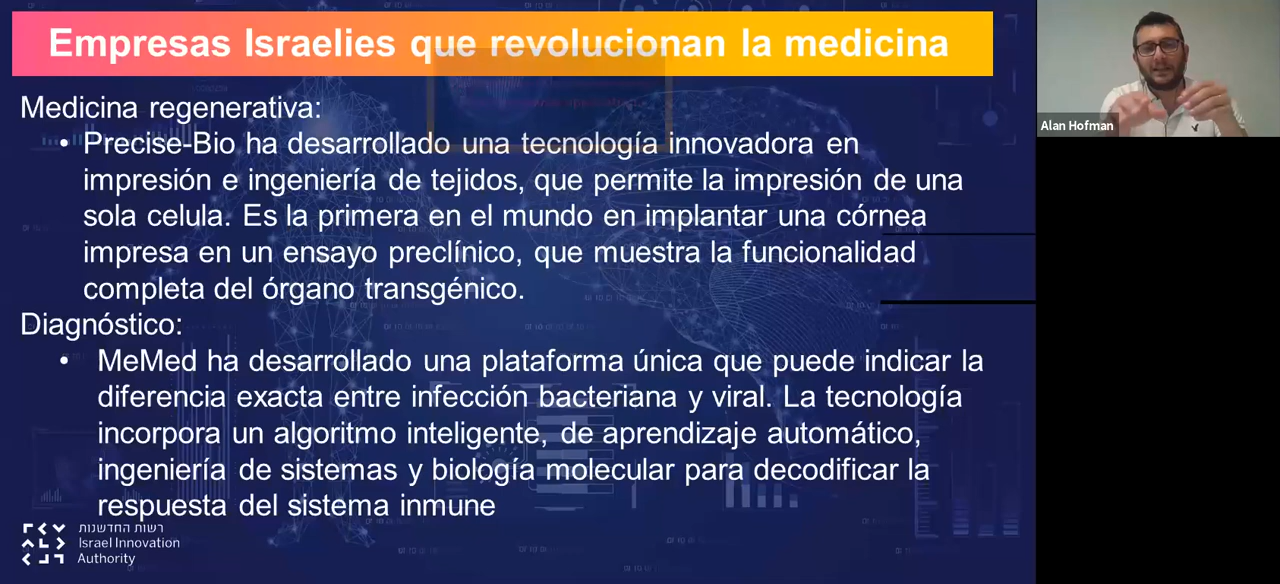 Empresas Israelies que revolucionan la medicina
Medicina regenerativa:
• Precise-Bio ha desarrollado una tecnología innovadora en
impresión e ingeniería de tejidos, que permite la impresión de una
sola celula. Es la primera en el mundo en implantar una córnea
impresa en un ensayo preclínico, que muestra la funcionalidad
completa del órgano transgénico.
Diagnóstico:
• MeMed ha desarrollado una plataforma única que puede indicar la
diferencia exacta entre infección bacteriana y viral. La tecnología
incorpora un algoritmo inteligente, de aprendizaje automático,
ingeniería de sistemas y biología molecular para decodificar la
respuesta del sistema inmune
רשות החדשנות
Israel Innovation
Authority
Alan Hofman